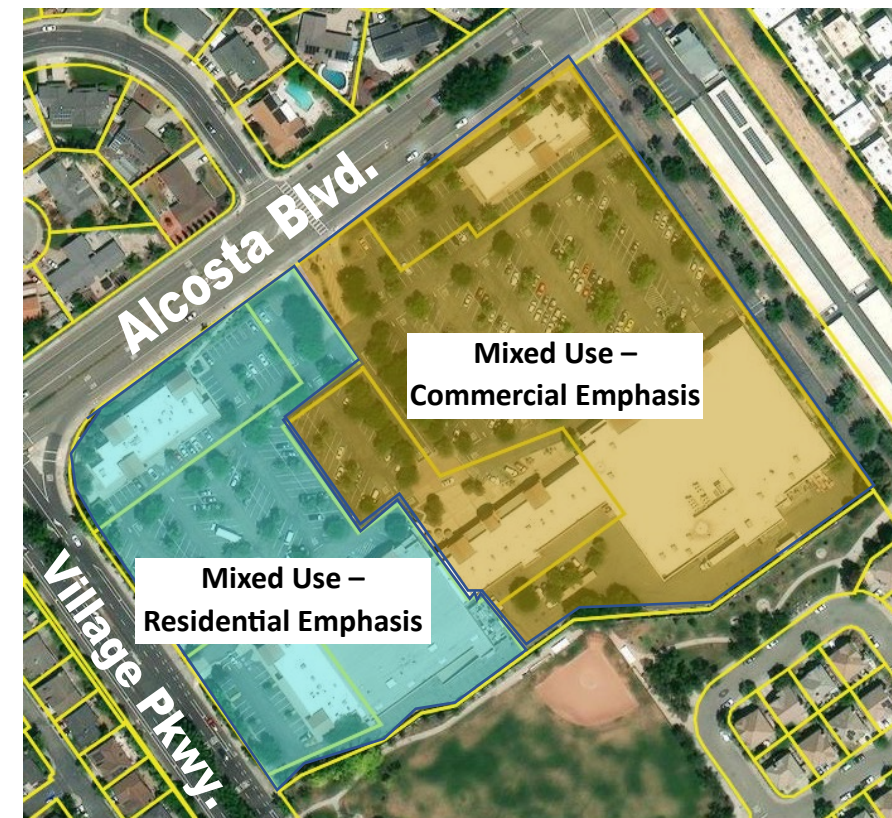 Alcosta Blvd.
Mixed Use –
Commercial Emphasis
Mixed Use –
Residential Emphasis
Village Pkwy.